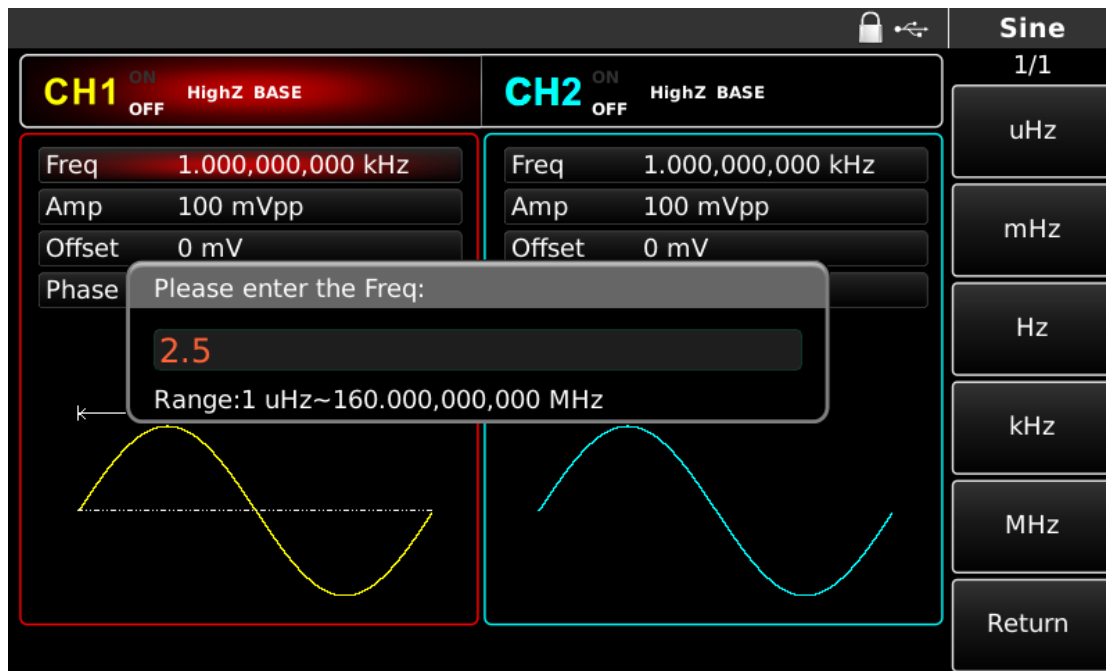 Sine
1/1
CH1 ON OFF HighZ BASE
CH2 ON OFF HighZ BASE
Freq 1.000,000,000 kHz
Amp 100 mVpp
Offset 0 mV
Phase
Freq 1.000,000,000 kHz
Amp 100 mVpp
Offset 0 mV
Please enter the Freq:
2.5
Range:1 uHz~160.000,000,000 MHz
uHz
mHz
Hz
kHz
MHz
Return